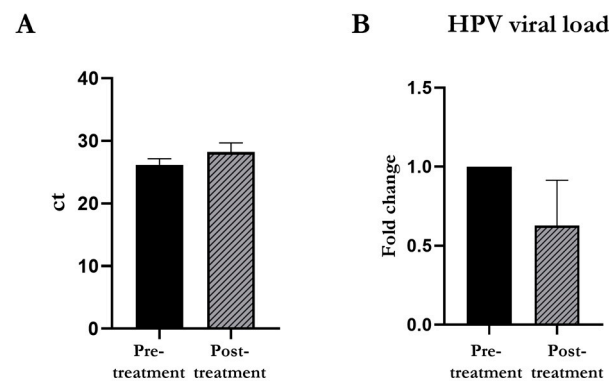 A
ct
40
30
20
10
0
Pre-
treatment
Post-
treatment
B
HPV viral load
Fold change
1.5
1.0
0.5
0.0
Pre-
treatment
Post-
treatment